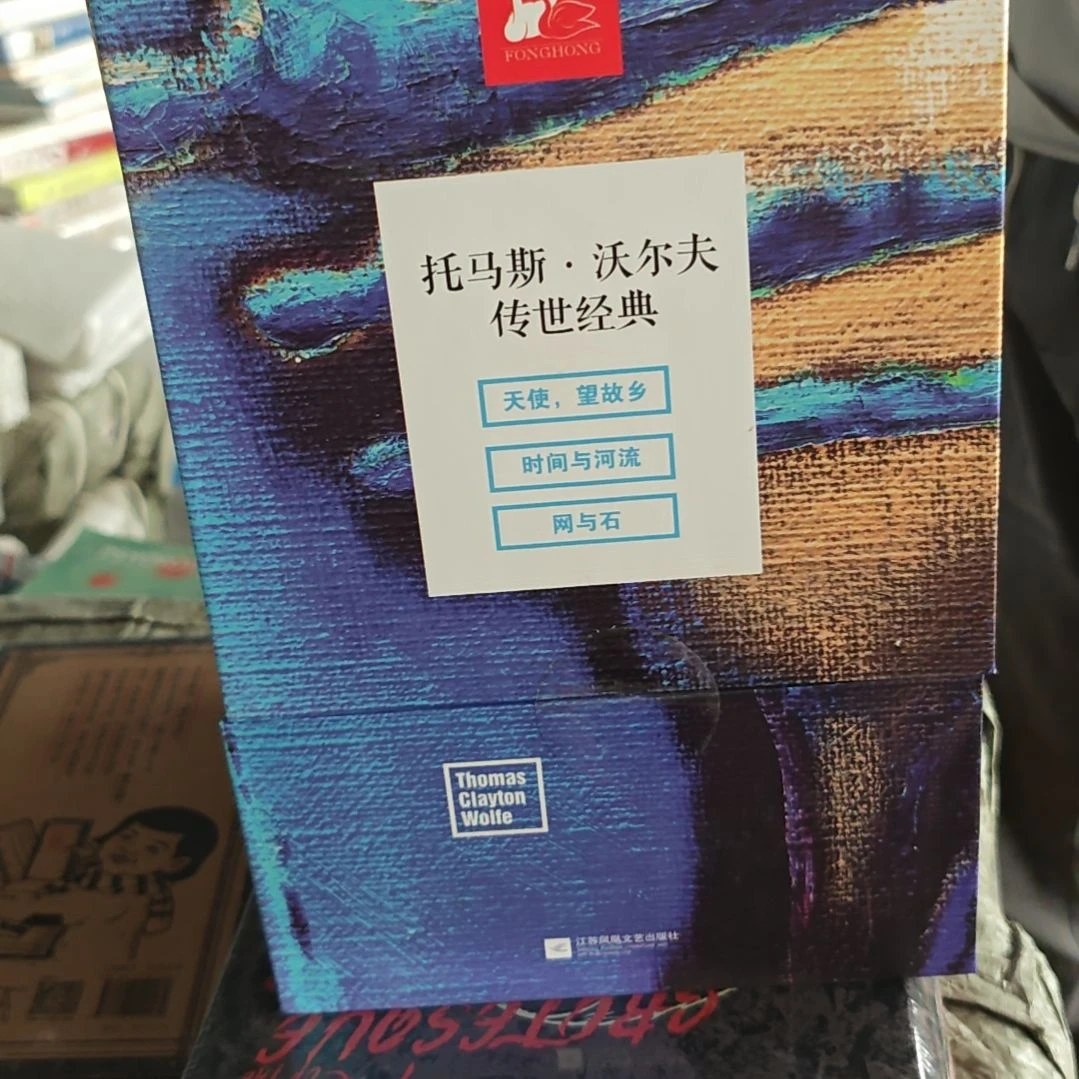 FONGHONG
托马斯·沃尔夫
传世经典
天使，望故乡
时间与河流
网与石
Thomas
Clayton
Wolfe
江苏凤凰文艺出版社
GROTESQUE